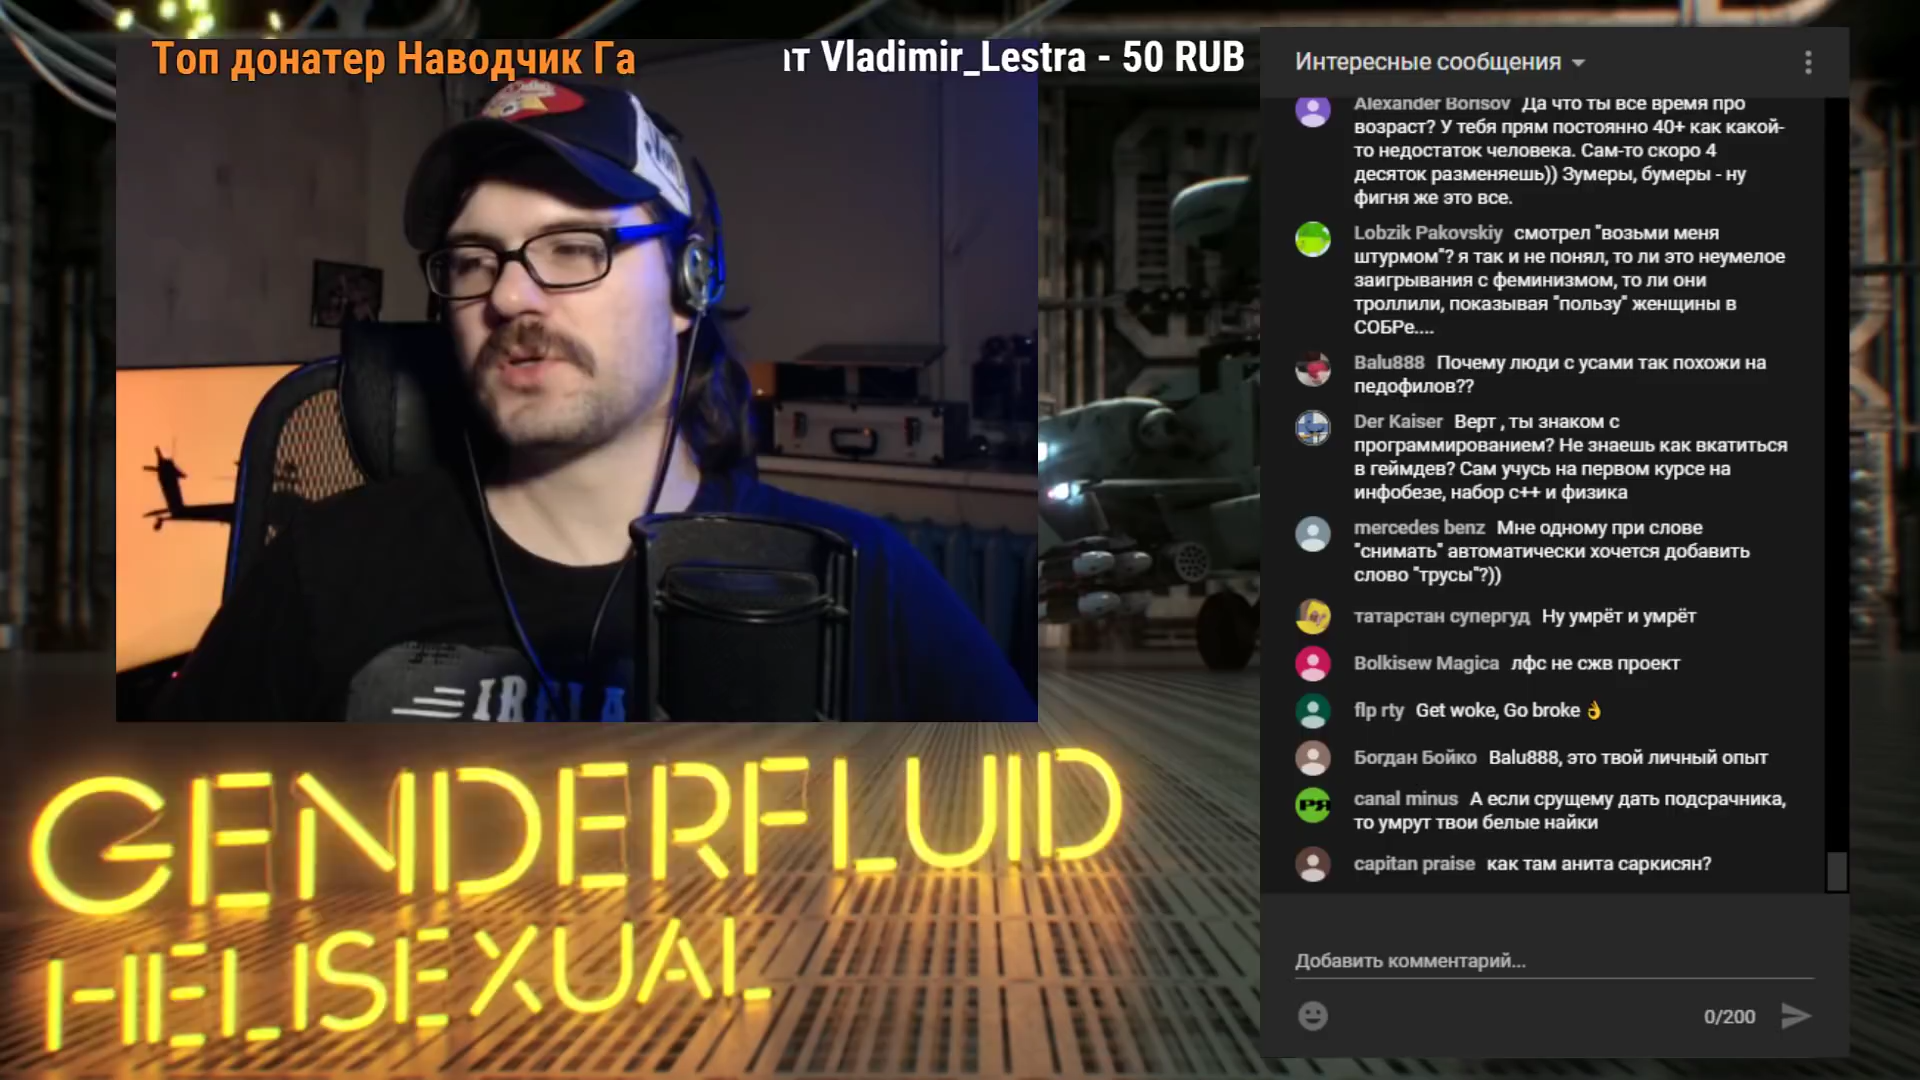 Топ донатер Наводчик Га
ат Vladimir_Lestra - 50 RUB
Интересные сообщения
Alexander Borisov Да что ты все время про
возраст? У тебя прям постоянно 40+ как какой-
то недостаток человека. Сам-то скоро 4
десяток разменяешь)) Зумеры, бумеры - ну
фигня же это все.
Lobzik Pakovskiy смотрел "возьми меня
штурмом"? я так и не понял, то ли это неумелое
заигрывания с феминизмом, то ли они
троллили, показывая "пользу" женщины в
СОБРе....
Balu888 Почему люди с усами так похожи на
педофилов??
Der Kaiser Верт , ты знаком с
программированием? Не знаешь как вкатиться
в геймдев? Сам учусь на первом курсе на
инфобезе, набор с++ и физика
mercedes benz Мне одному при слове
"снимать" автоматически хочется добавить
слово "трусы"?))
татарстан супергуд Ну умрёт и умрёт
Bolkisew Magica лфс не сжв проект
flp rty Get woke, Go broke 👌
Богдан Бойко Balu888, это твой личный опыт
РЯ
canal minus А если срущему дать подсрачника,
то умрут твои белые найки
capitan praise как там анита саркисян?
Добавить комментарий...
0/200
GENDERFLUID
HELISEXUAL